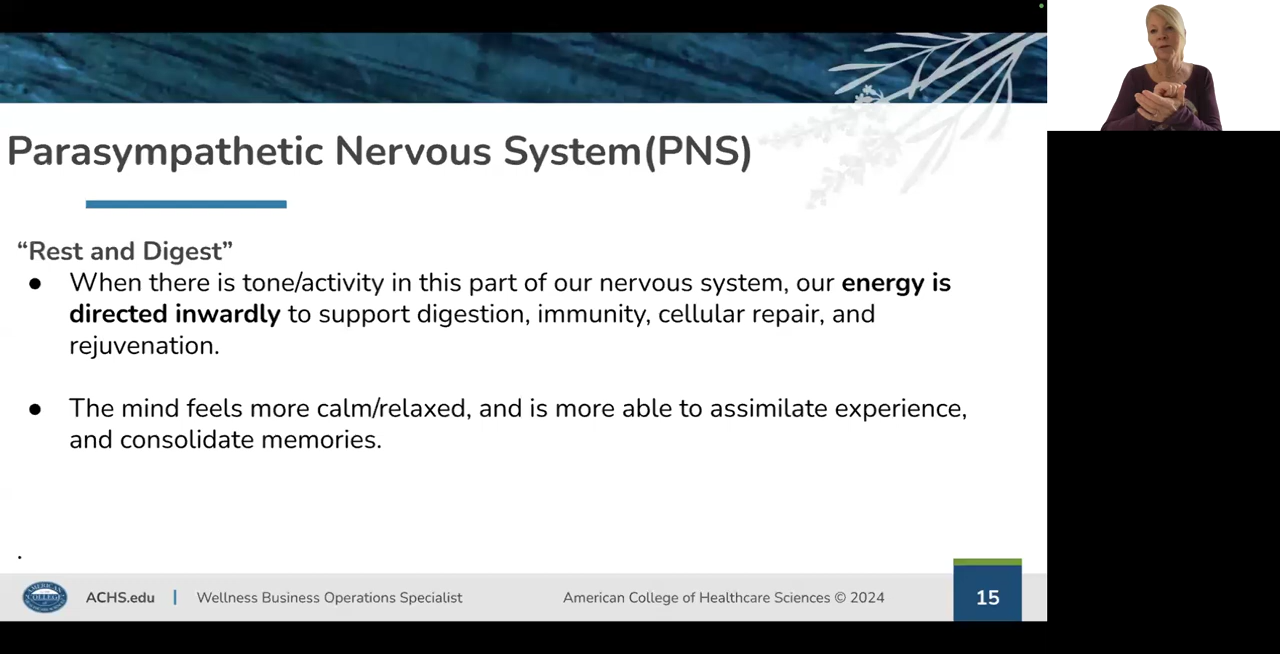 Parasympathetic Nervous System(PNS)
“Rest and Digest”
● When there is tone/activity in this part of our nervous system, our energy is
directed inwardly to support digestion, immunity, cellular repair, and
rejuvenation.
● The mind feels more calm/relaxed, and is more able to assimilate experience,
and consolidate memories.
.
ACHS.edu | Wellness Business Operations Specialist American College of Healthcare Sciences © 2024 15